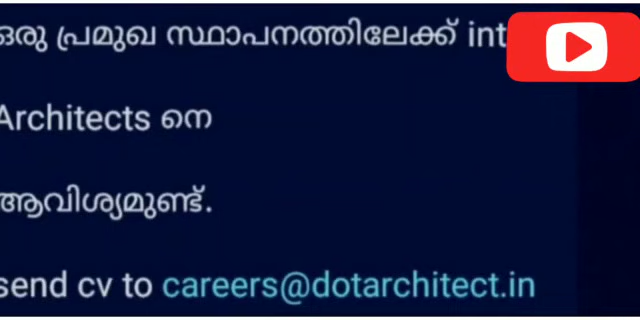 ഒരു പ്രമുഖ സ്ഥാപനത്തിലേക്ക് int
Architects നെ
ആവിശ്യമുണ്ട്.
send cv to careers@dotarchitect.in